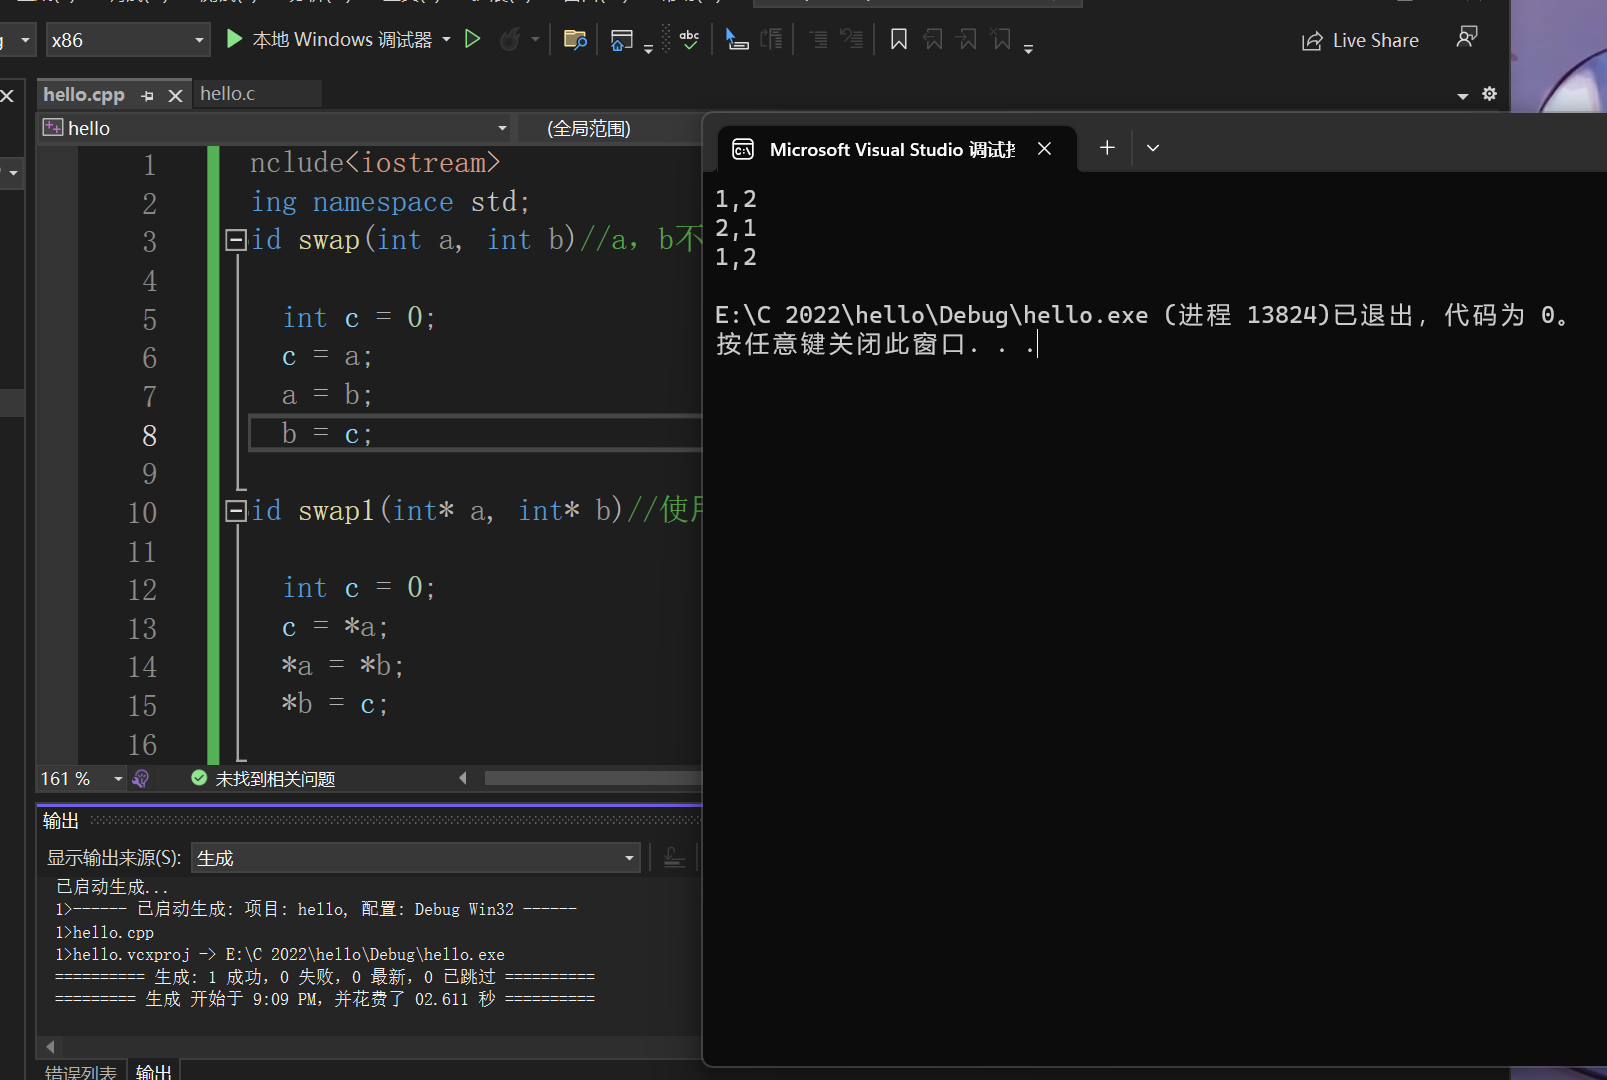 x86
本地 Windows 调试器
abc
Live Share
hello.cpp
hello.c
hello
(全局范围)
1 nclude<iostream>
2 ing namespace std;
3 id swap(int a, int b)//a, b不
4
5 int c = 0;
6 c = a;
7 a = b;
8 b = c;
9
10 id swap1(int* a, int* b)//使用
11
12 int c = 0;
13 c = *a;
14 *a = *b;
15 *b = c;
16
161 %
未找到相关问题
输出
显示输出来源(S):
生成
已启动生成...
1>------ 已启动生成: 项目: hello, 配置: Debug Win32 ------
1>hello.cpp
1>hello.vcxproj -> E:\C 2022\hello\Debug\hello.exe
========== 生成: 1 成功，0 失败，0 最新，0 已跳过 ==========
========= 生成 开始于 9:09 PM，并花费了 02.611 秒 ==========
错误列表
输出
Microsoft Visual Studio 调试控
1,2
2,1
1,2
E:\C 2022\hello\Debug\hello.exe (进程 13824)已退出，代码为 0。
按任意键关闭此窗口. . .